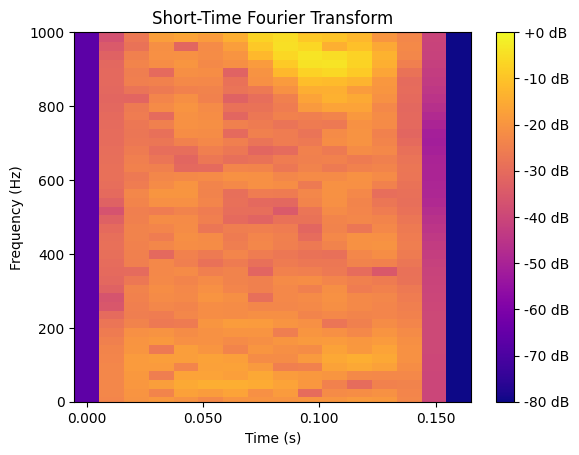 Short-Time Fourier Transform
1000
800
600
400
200
0
Frequency (Hz)
0.000
0.050
0.100
0.150
Time (s)
+0 dB
-10 dB
-20 dB
-30 dB
-40 dB
-50 dB
-60 dB
-70 dB
-80 dB